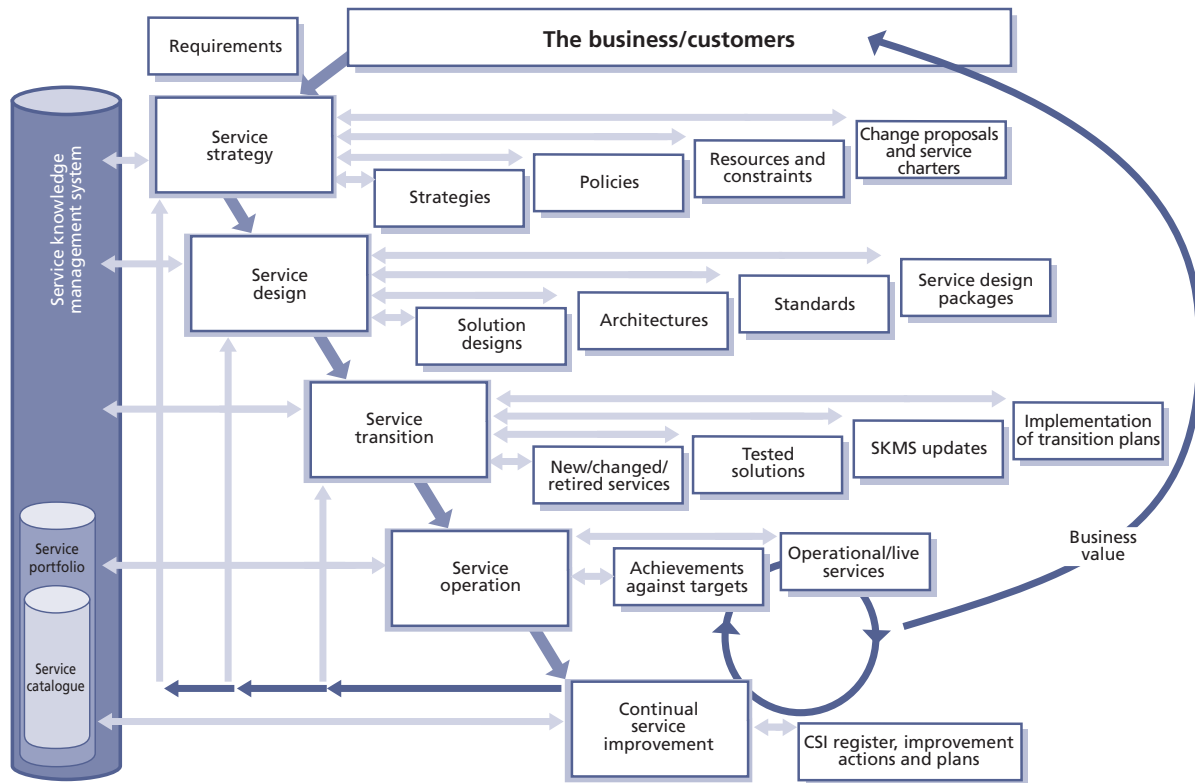 Requirements
The business/customers
Service knowledge
management system
Service
strategy
Strategies
Policies
Resources and
constraints
Change proposals
and service
charters
Service
design
Solution
designs
Architectures
Standards
Service design
packages
Service
transition
New/changed/
retired services
Tested
solutions
SKMS updates
Implementation
of transition plans
Service
portfolio
Service
operation
Achievements
against targets
Operational/live
services
Business
value
Service
catalogue
Continual
service
improvement
CSI register, improvement
actions and plans